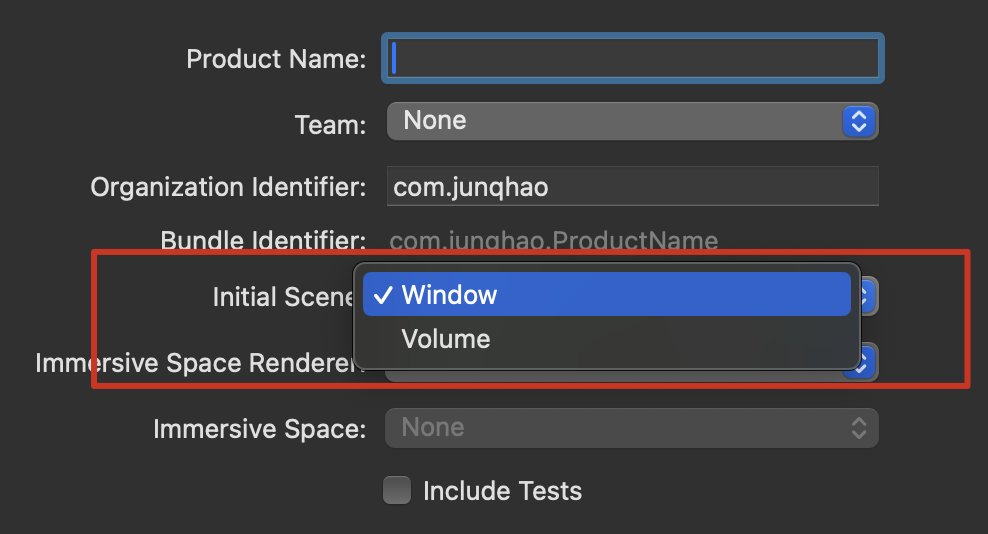 Product Name:
Team: None
Organization Identifier: com.junqhao
Bundle Identifier: com.junqhao.ProductName
Initial Scene
Window
Volume
Immersive Space Renderer:
Immersive Space: None
Include Tests